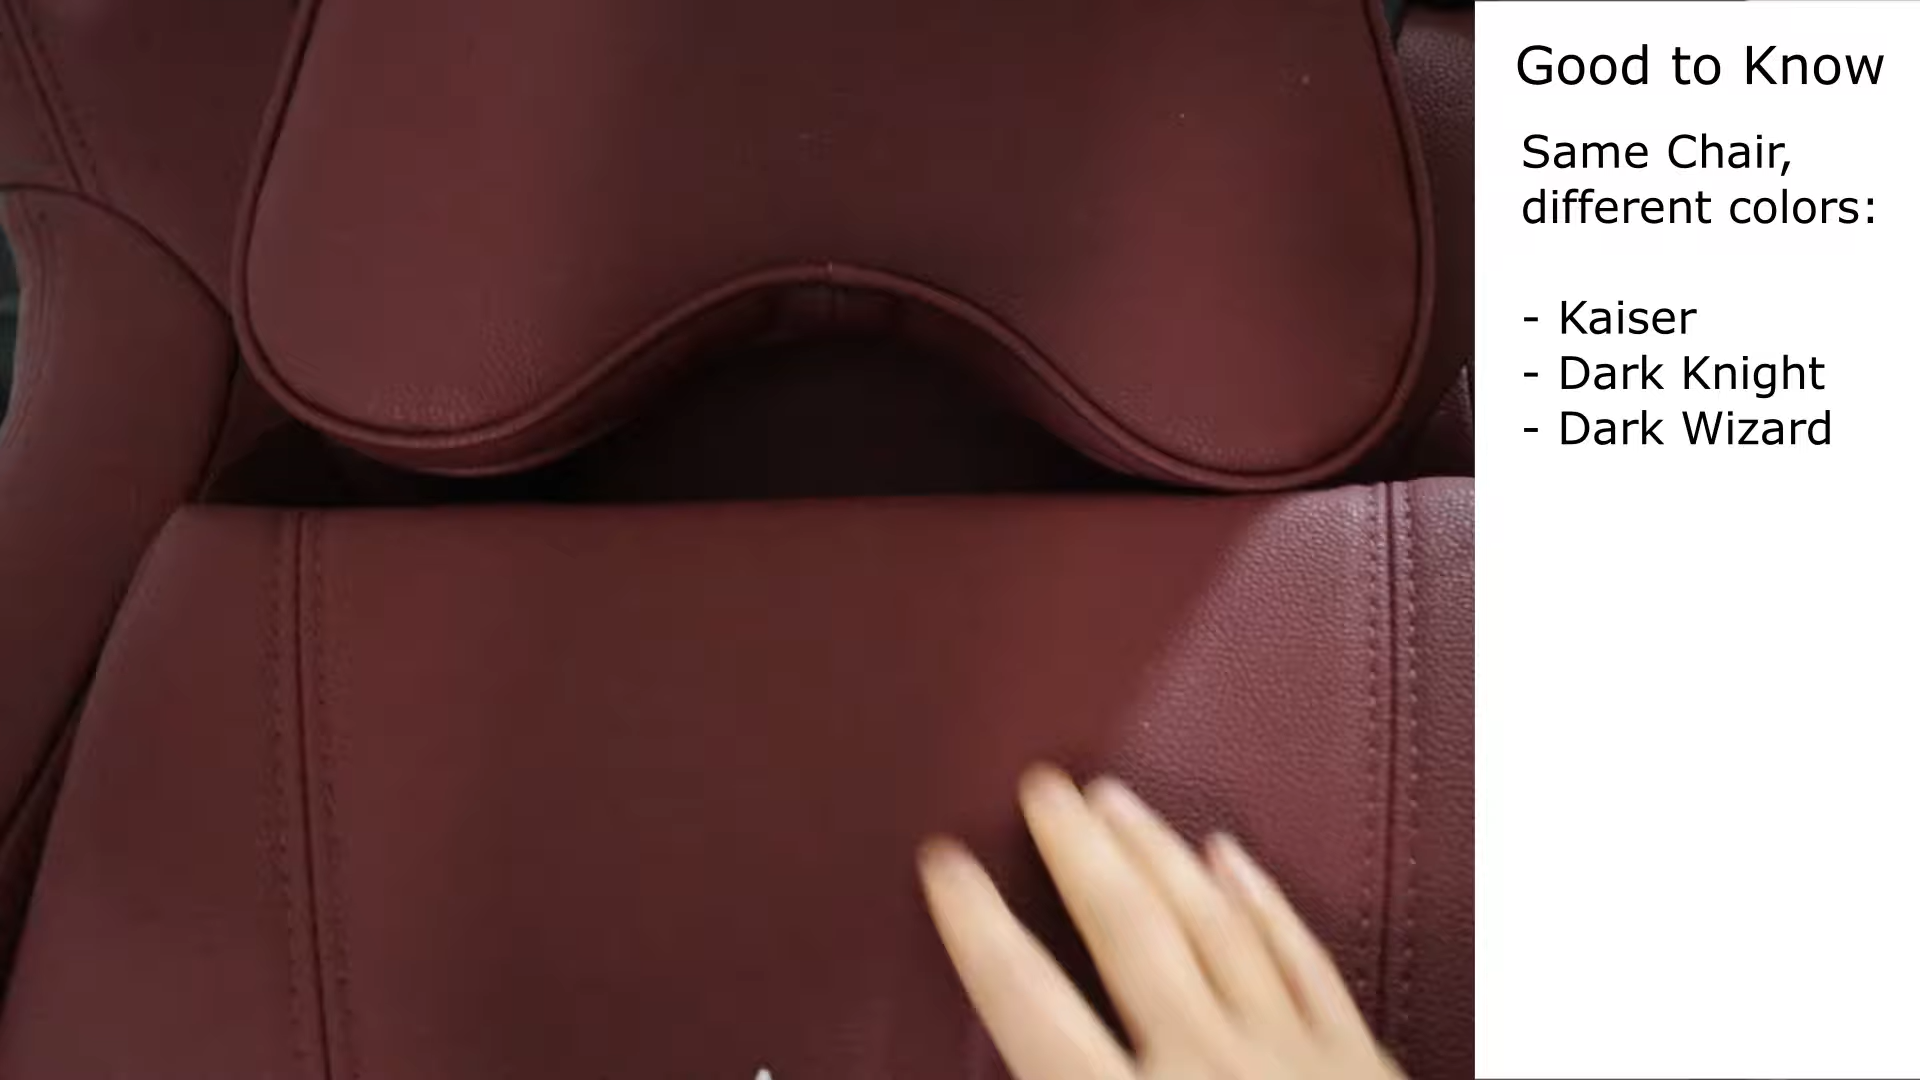 Good to Know
Same Chair,
different colors:
- Kaiser
- Dark Knight
- Dark Wizard